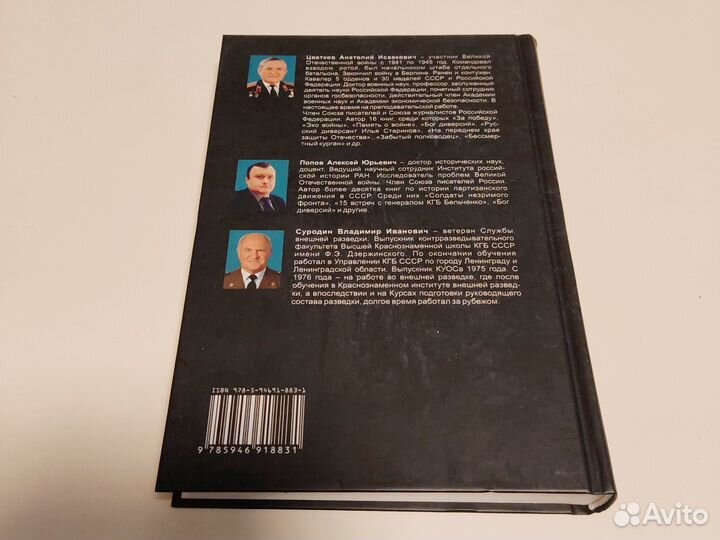 Цветков Анатолий Исаакович – участник Великой
Отечественной войны с 1941 по 1945 год. Командовал
взводом, ротой, был начальником штаба отдельного
батальона. Закончил войну в Берлине. Ранен и контужен.
Кавалер 5 орденов и 30 медалей СССР и Российской
Федерации. Доктор военных наук, профессор, заслуженный
деятель науки Российской Федерации, почетный сотрудник
органов госбезопасности, действительный член Академии
военных наук и Академии экономической безопасности. В
настоящее время на преподавательской работе.
Член Союза писателей и Союза журналистов Российской
Федерации. Автор 16 книг, среди которых «За победу»,
«Эхо войны», «Память о войне», «Бог диверсий», «Рус-
ский диверсант Илья Старинов», «На переднем крае
защиты Отечества», «Забытый полководец», «Бессмер-
тный курган» и др.
Попов Алексей Юрьевич – доктор исторических наук,
доцент. Ведущий научный сотрудник Института россий-
ской истории РАН. Исследователь проблем Великой
Отечественной войны. Член Союза писателей России.
Автор более десятка книг по истории партизанского
движения в СССР. Среди них «Солдаты незримого
фронта», «15 встреч с генералом КГБ Бельченко», «Бог
диверсий» и другие.
Суродин Владимир Иванович – ветеран Службы
внешней разведки. Выпускник контрразведывательного
факультета Высшей Краснознаменной школы КГБ СССР
имени Ф.Э. Дзержинского. По окончании обучения
работал в Управлении КГБ СССР по городу Ленинграду и
Ленинградской области. Выпускник КУОСа 1975 года. С
1976 года – на работе во внешней разведке, где после
обучения в Краснознаменном институте внешней развед-
ки, а впоследствии и на Курсах подготовки руководящего
состава разведки, долгое время работал за рубежом.
ISBN 978-5-94691-883-1
9 785946 918831
Avito